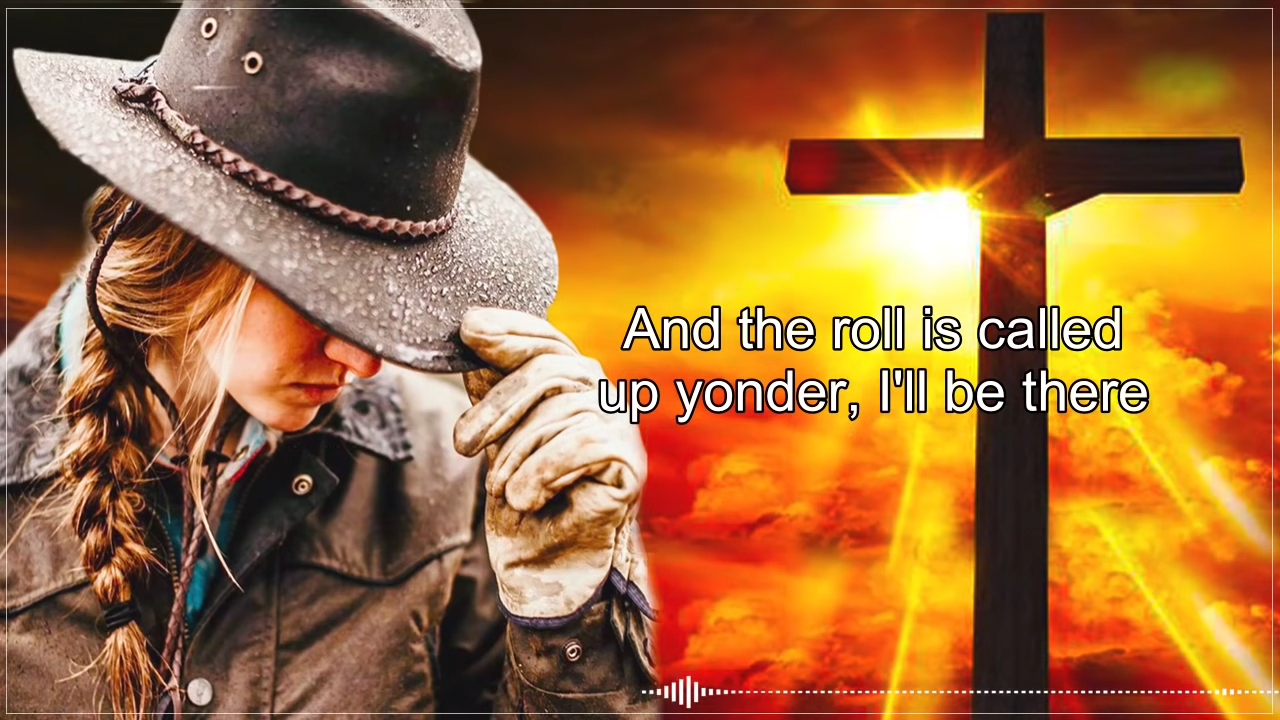 And the roll is called
up yonder, I'll be there